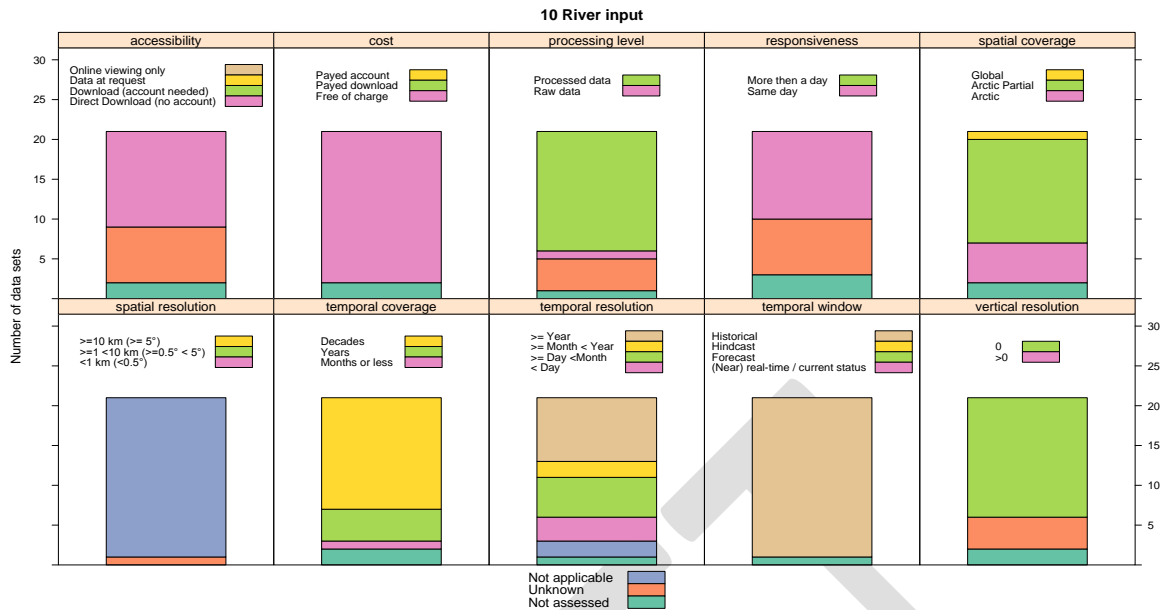 10 River input
accessibility
cost
processing level
responsiveness
spatial coverage
Online viewing only
Data at request
Download (account needed)
Direct Download (no account)
Payed account
Payed download
Free of charge
Processed data
Raw data
More then a day
Same day
Global
Arctic Partial
Arctic
30
25
20
15
10
5
Number of data sets
spatial resolution
temporal coverage
temporal resolution
temporal window
vertical resolution
>=10 km (>= 5°)
>=1 <10 km (>=0.5° < 5°)
<1 km (<0.5°)
Decades
Years
Months or less
>= Year
>= Month < Year
>= Day <Month
< Day
Historical
Hindcast
Forecast
(Near) real-time / current status
0
>0
30
25
20
15
10
5
Not applicable
Unknown
Not assessed